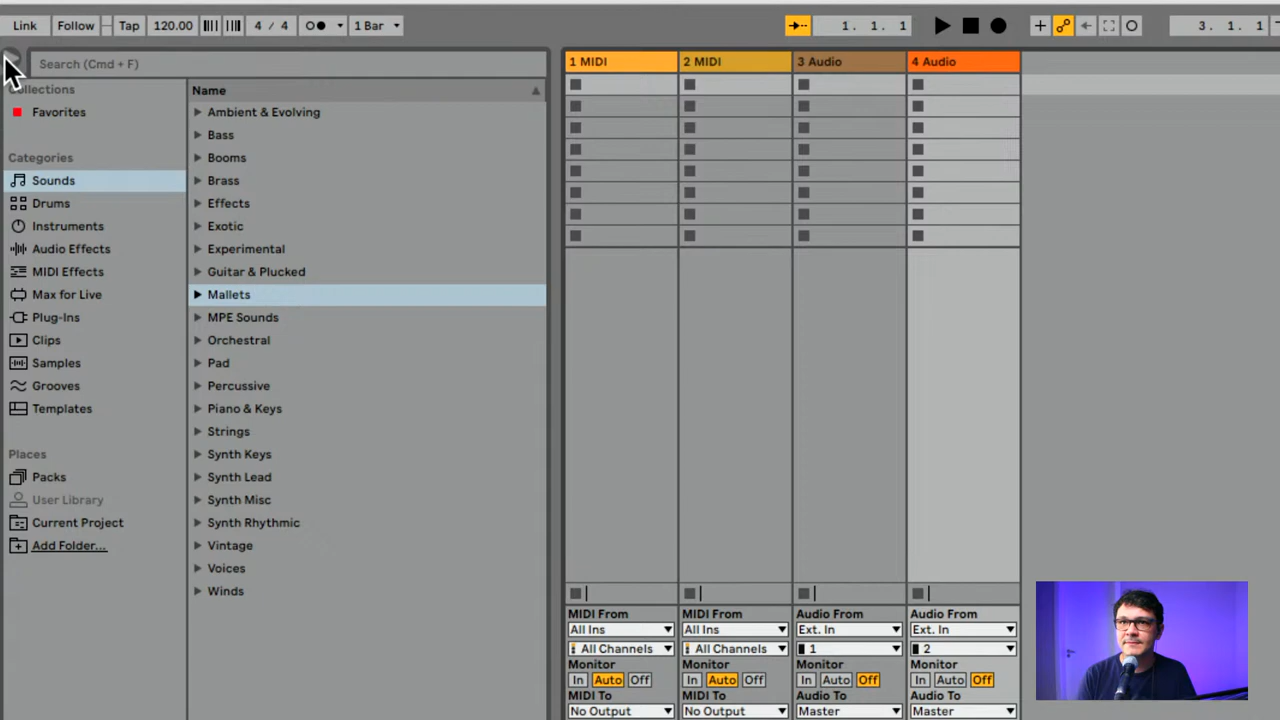 Link Follow Tap 120.00 4 / 4 1 Bar 1. 1. 1 3. 1. 1
Search (Cmd + F)
Collections
Favorites
Categories
Sounds
Drums
Instruments
Audio Effects
MIDI Effects
Max for Live
Plug-Ins
Clips
Samples
Grooves
Templates
Places
Packs
User Library
Current Project
Add Folder...
Name
Ambient & Evolving
Bass
Booms
Brass
Effects
Exotic
Experimental
Guitar & Plucked
Mallets
MPE Sounds
Orchestral
Pad
Percussive
Piano & Keys
Strings
Synth Keys
Synth Lead
Synth Misc
Synth Rhythmic
Vintage
Voices
Winds
1 MIDI 2 MIDI 3 Audio 4 Audio
MIDI From MIDI From Audio From Audio From
All Ins All Ins Ext. In Ext. In
All Channels All Channels 1 2
Monitor Monitor Monitor Monitor
In Auto Off In Auto Off In Auto Off In Auto Off
MIDI To MIDI To Audio To Audio To
No Output No Output Master Master